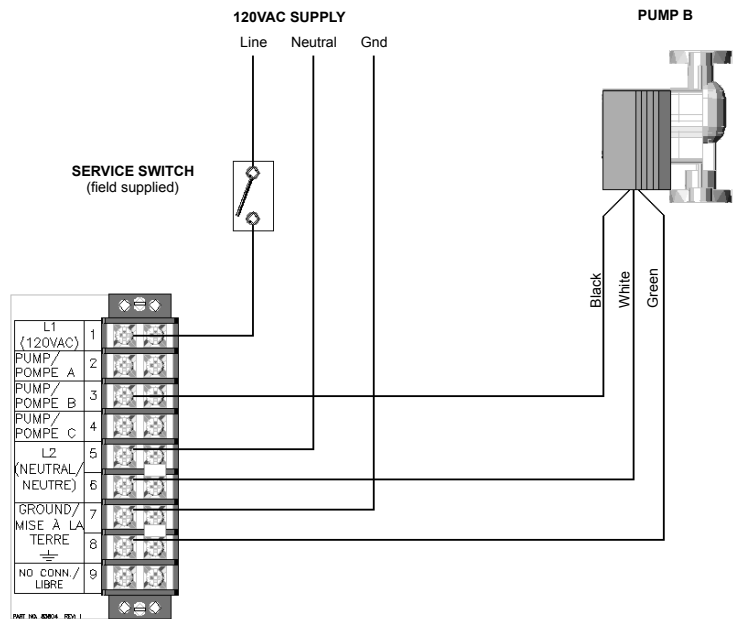 120VAC SUPPLY
PUMP B
Line Neutral Gnd
SERVICE SWITCH
(field supplied)
Black
White
Green
L1
(120VAC) 1
PUMP/
POMPE A 2
PUMP/
POMPE B 3
PUMP/
POMPE C 4
L2
(NEUTRAL/
NEUTRE)
5
6
GROUND/
MISE À LA
TERRE
7
8
NO CONN./
LIBRE 9
PART NO.